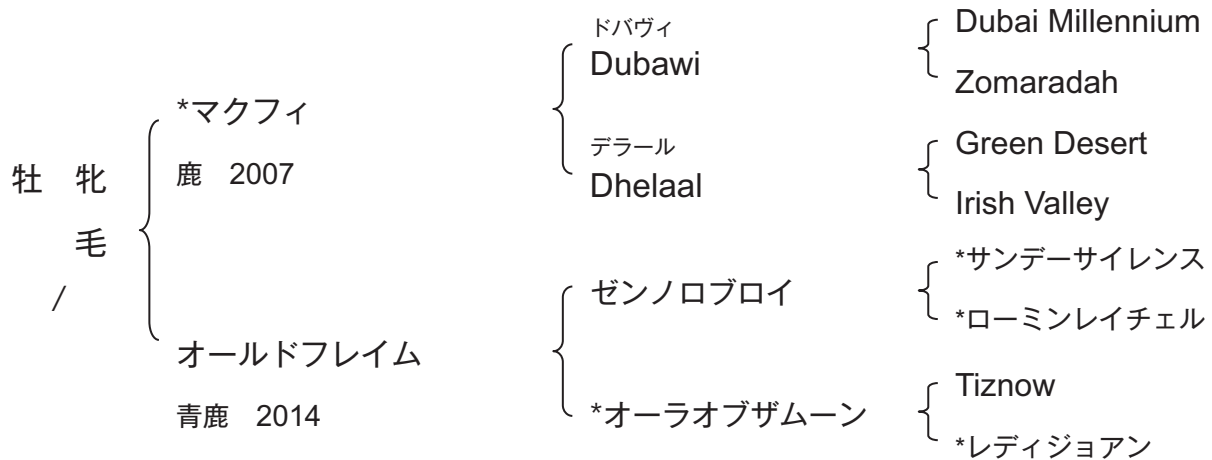 牡　牝
毛
/
*マクフィ
鹿　2007
オールドフレイム
青鹿　2014
ドバヴィ
Dubawi
デラール
Dhelaal
ゼンノロブロイ
*オーラオブザムーン
Dubai Millennium
Zomaradah
Green Desert
Irish Valley
*サンデーサイレンス
*ローミンレイチェル
Tiznow
*レディジョアン